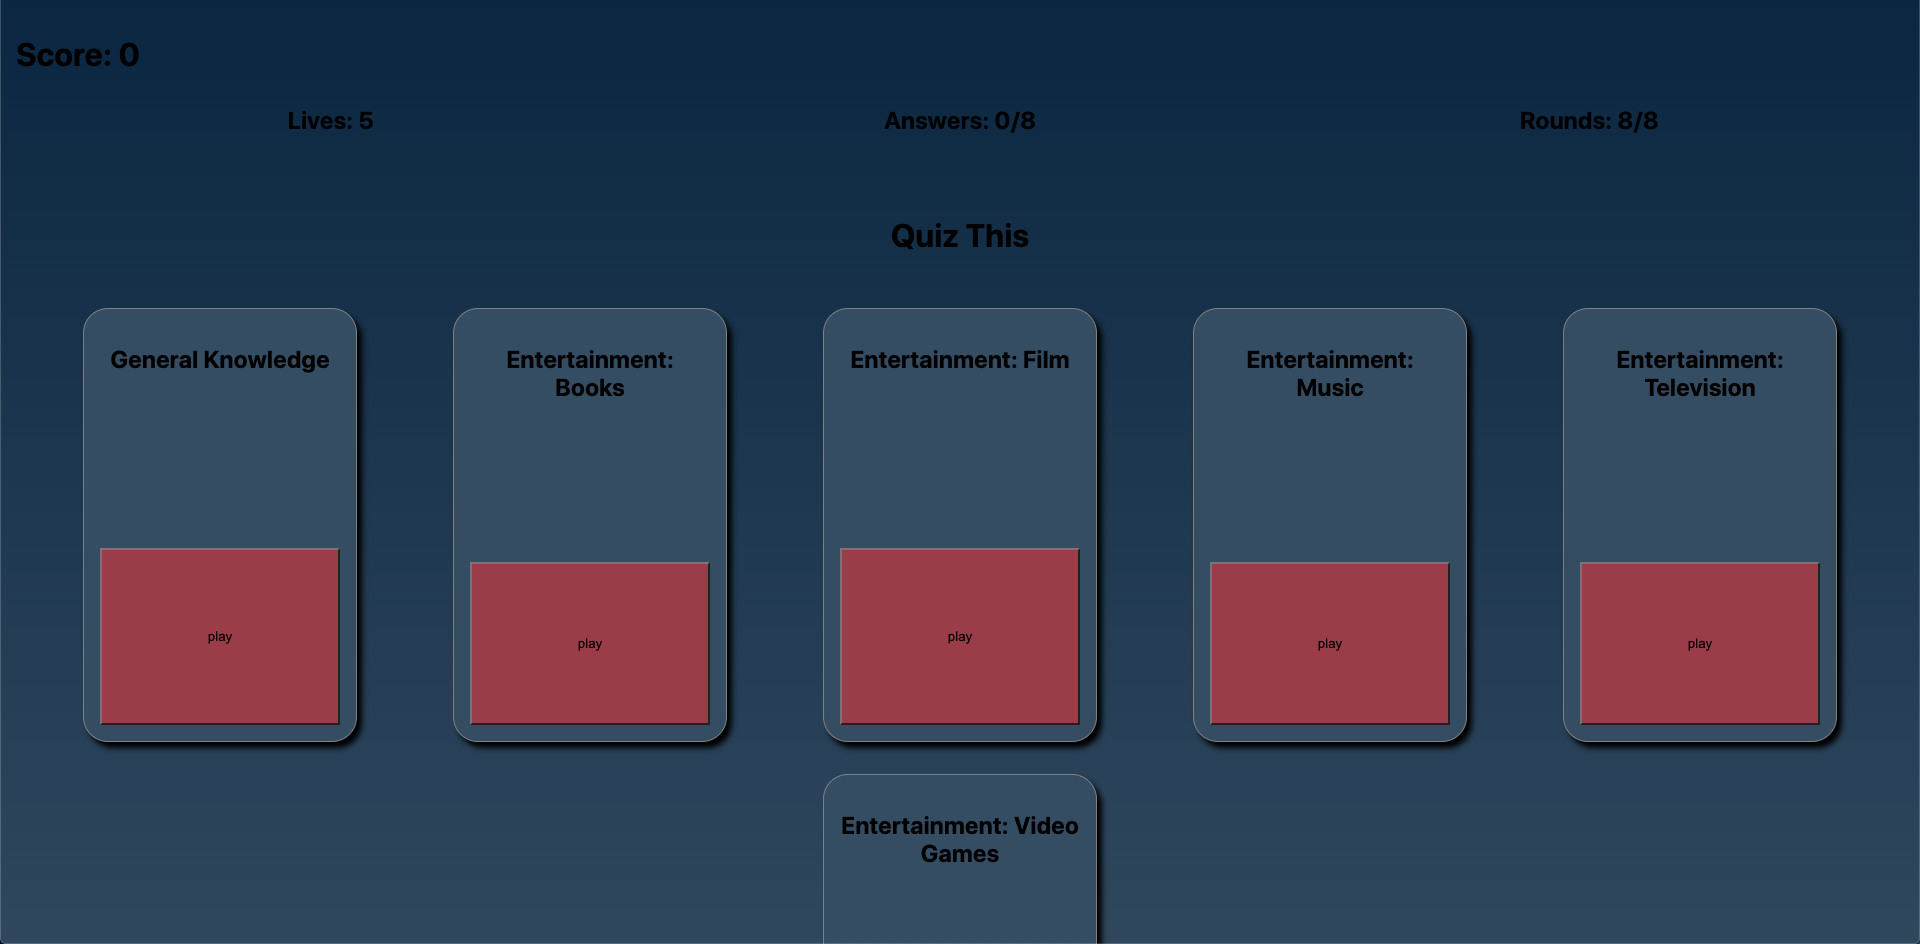 Score: 0
Lives: 5
Answers: 0/8
Rounds: 8/8
Quiz This
General Knowledge
play
Entertainment:
Books
play
Entertainment: Film
play
Entertainment:
Music
play
Entertainment:
Television
play
Entertainment: Video
Games